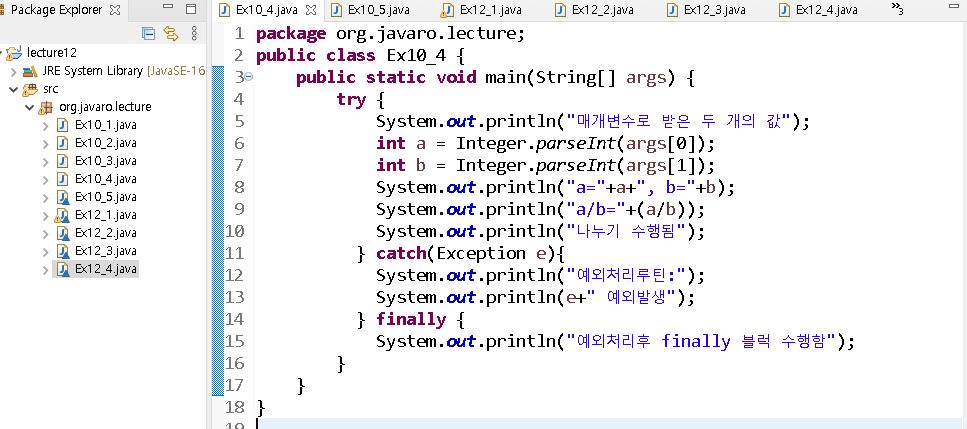 Package Explorer
lecture12
JRE System Library [JavaSE-16
src
org.javaro.lecture
Ex10_1.java
Ex10_2.java
Ex10_3.java
Ex10_4.java
Ex10_5.java
Ex12_1.java
Ex12_2.java
Ex12_3.java
Ex12_4.java
Ex10_4.java Ex10_5.java Ex12_1.java Ex12_2.java Ex12_3.java Ex12_4.java »3
1 package org.javaro.lecture;
2 public class Ex10_4 {
3 public static void main(String[] args) {
4 try {
5 System.out.println("매개변수로 받은 두 개의 값");
6 int a = Integer.parseInt(args[0]);
7 int b = Integer.parseInt(args[1]);
8 System.out.println("a="+a+", b="+b);
9 System.out.println("a/b="+(a/b));
10 System.out.println("나누기 수행됨");
11 } catch(Exception e){
12 System.out.println("예외처리루틴:");
13 System.out.println(e+" 예외발생");
14 } finally {
15 System.out.println("예외처리후 finally 블럭 수행함");
16 }
17 }
18 }
19